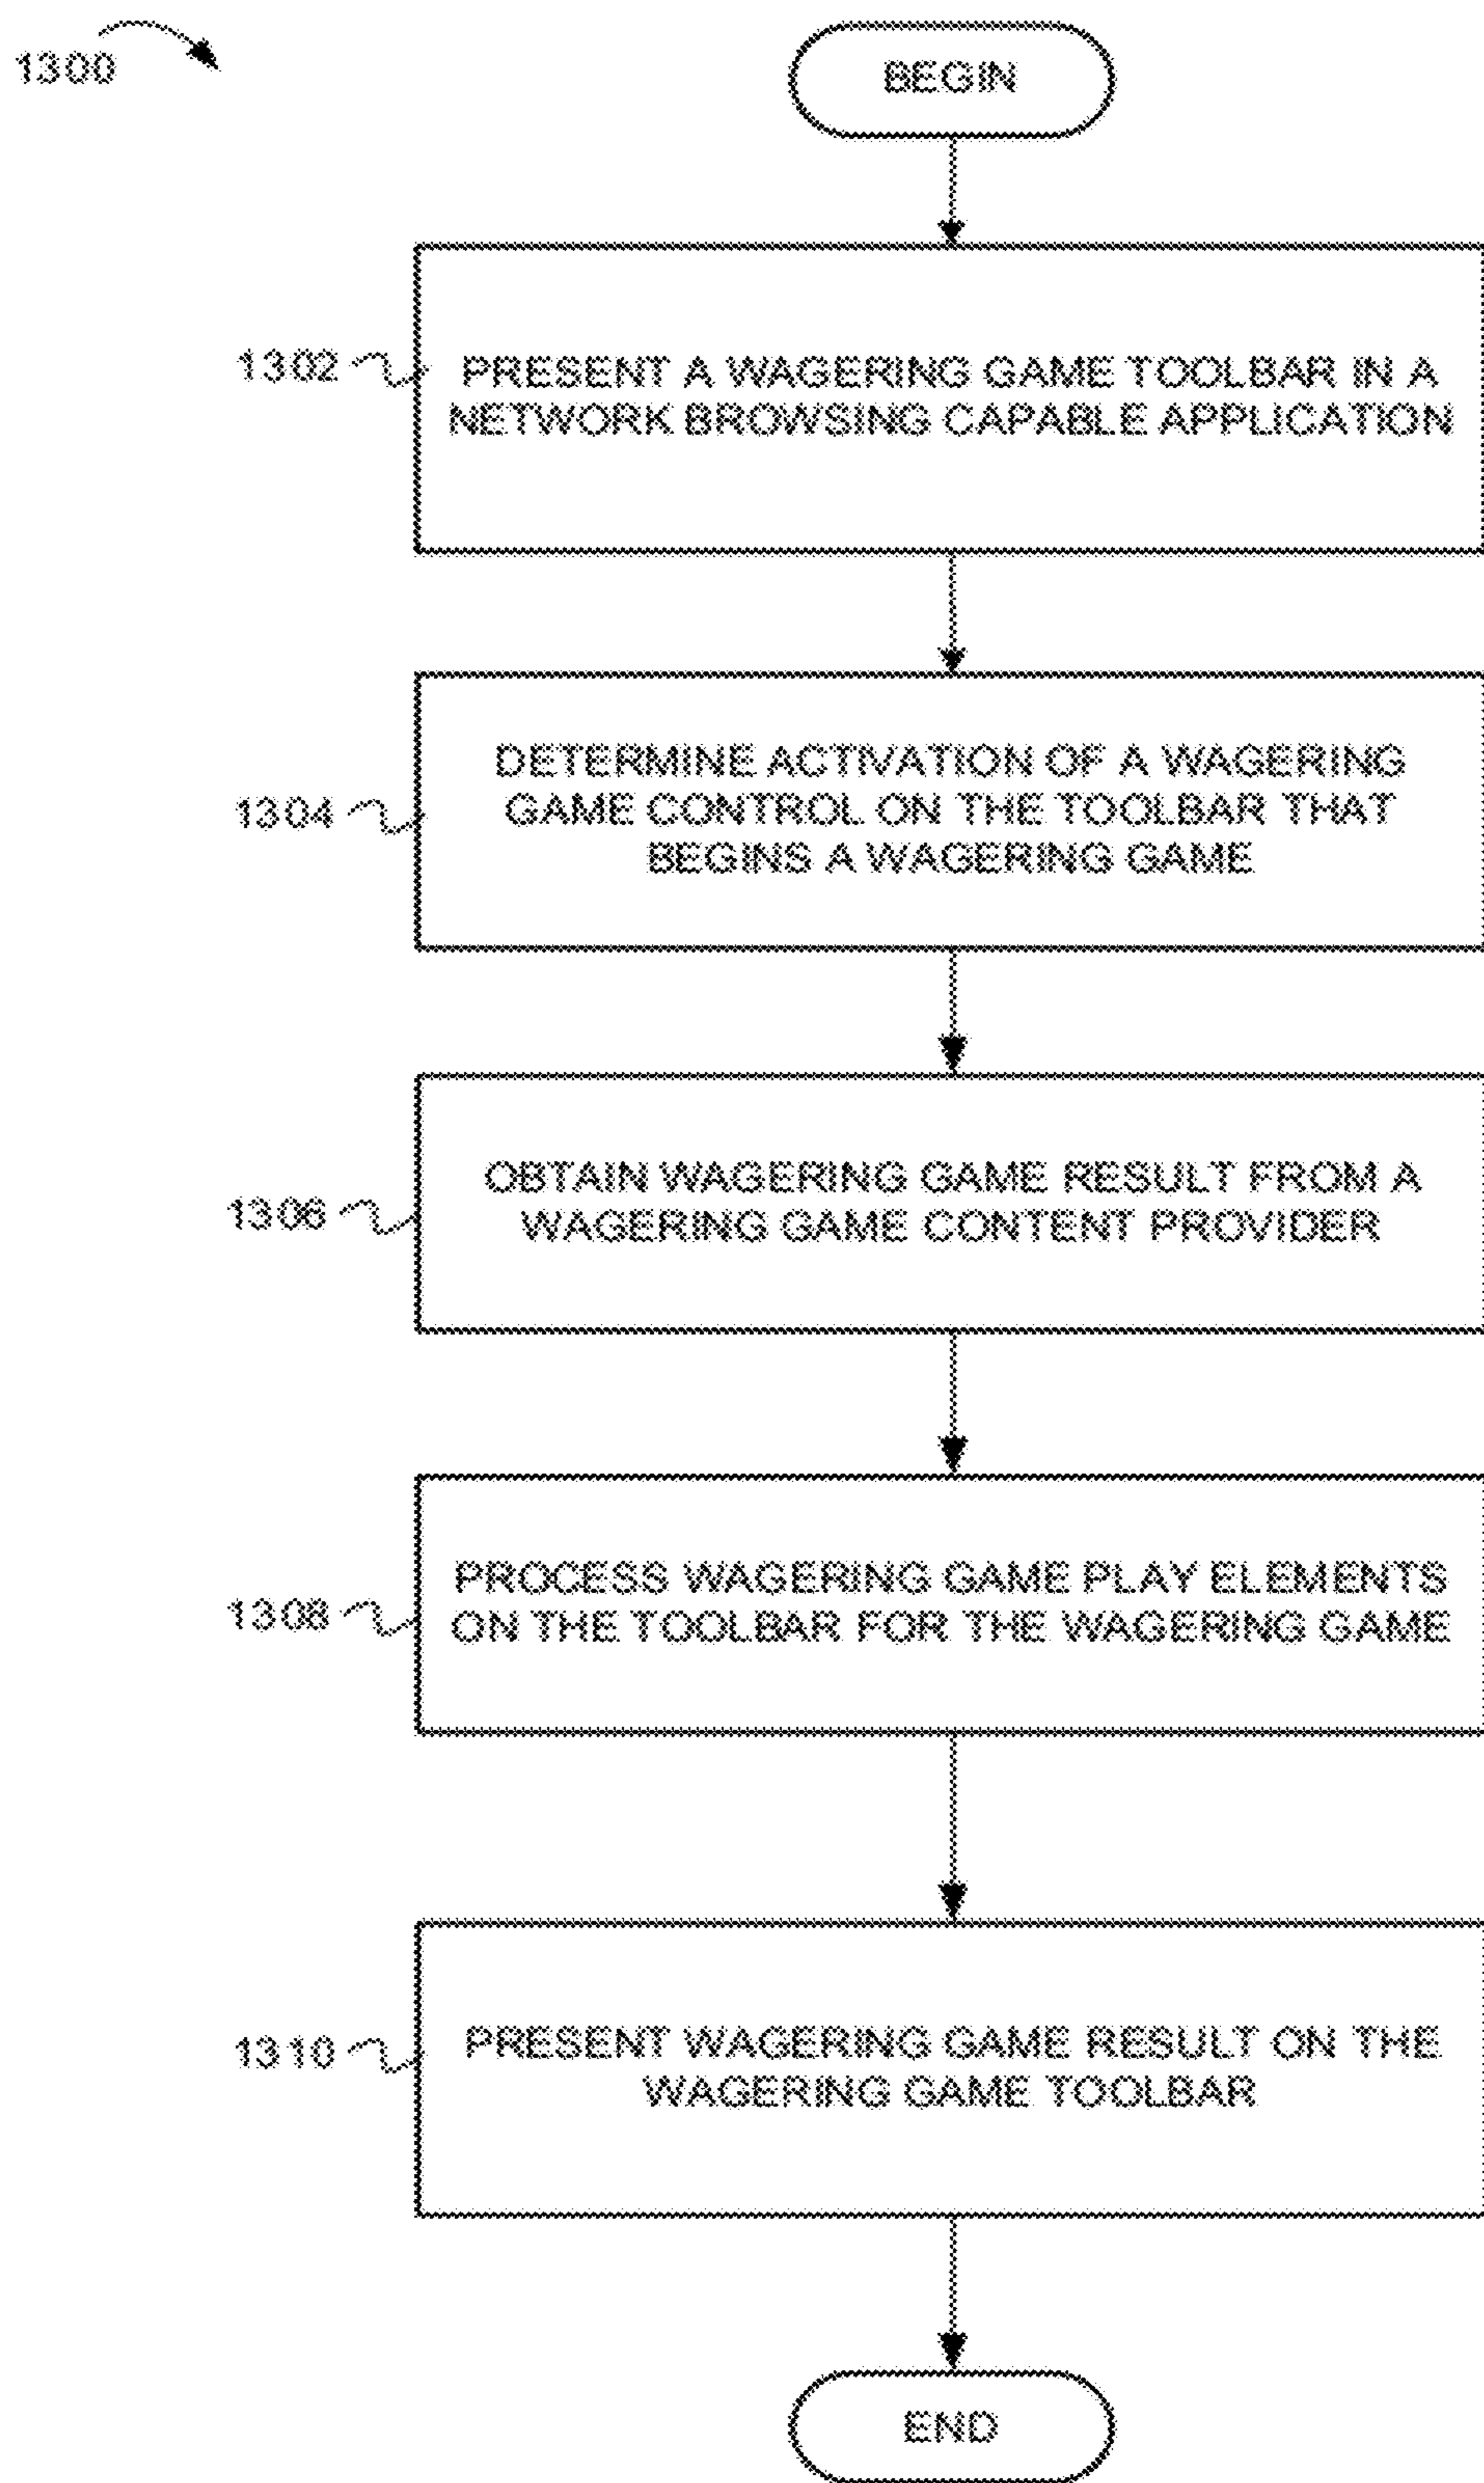 1300
BEGIN
1302
PRESENT A WAGERING GAME TOOLBAR IN A
NETWORK BROWSING CAPABLE APPLICATION
1304
DETERMINE ACTIVATION OF A WAGERING
GAME CONTROL ON THE TOOLBAR THAT
BEGINS A WAGERING GAME
1306
OBTAIN WAGERING GAME RESULT FROM A
WAGERING GAME CONTENT PROVIDER
1308
PROCESS WAGERING GAME PLAY ELEMENTS
ON THE TOOLBAR FOR THE WAGERING GAME
1310
PRESENT WAGERING GAME RESULT ON THE
WAGERING GAME TOOLBAR
END